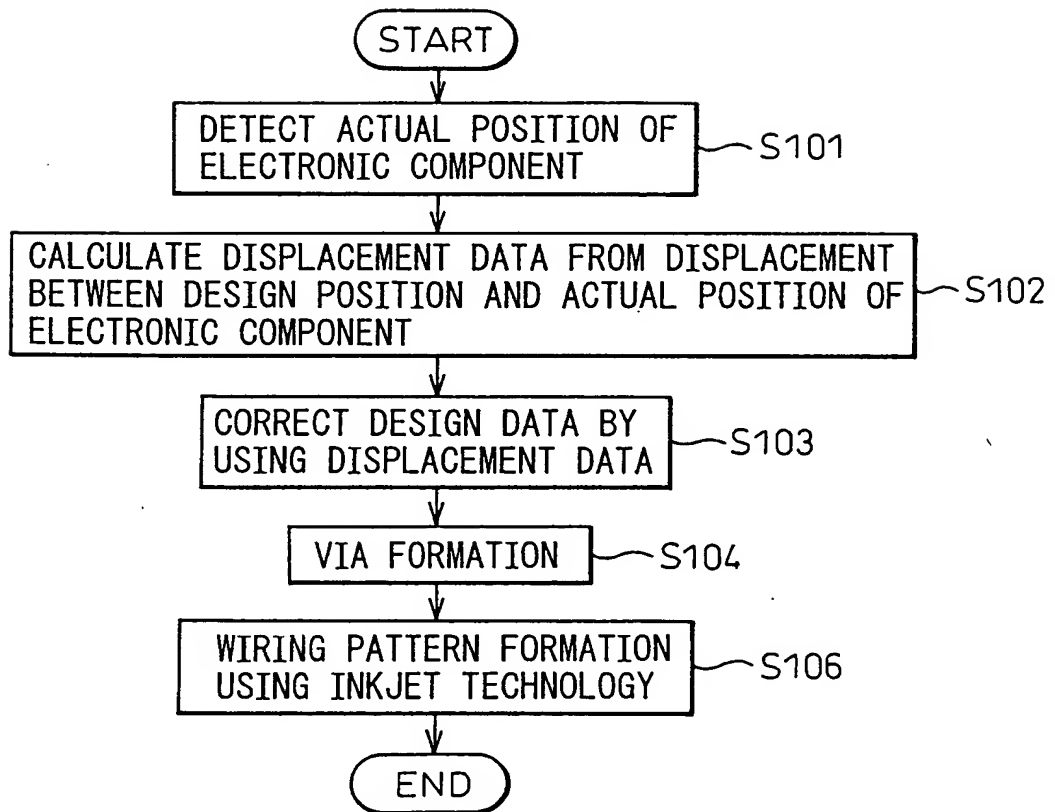 START
DETECT ACTUAL POSITION OF
ELECTRONIC COMPONENT
S101
CALCULATE DISPLACEMENT DATA FROM DISPLACEMENT
BETWEEN DESIGN POSITION AND ACTUAL POSITION OF
ELECTRONIC COMPONENT
S102
CORRECT DESIGN DATA BY
USING DISPLACEMENT DATA
S103
VIA FORMATION
S104
WIRING PATTERN FORMATION
USING INKJET TECHNOLOGY
S106
END